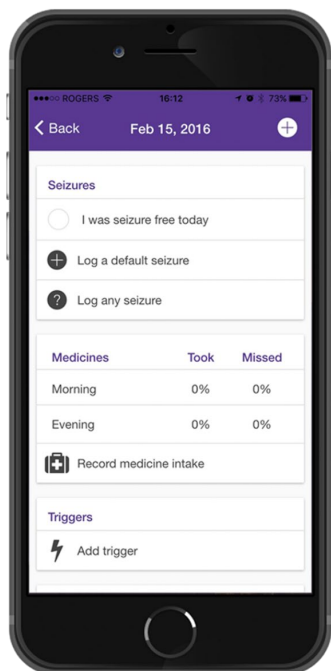 ROGERS 16:12 73%
Back Feb 15, 2016
Seizures
I was seizure free today
Log a default seizure
? Log any seizure
Medicines Took Missed
Morning 0% 0%
Evening 0% 0%
Record medicine intake
Triggers
Add trigger